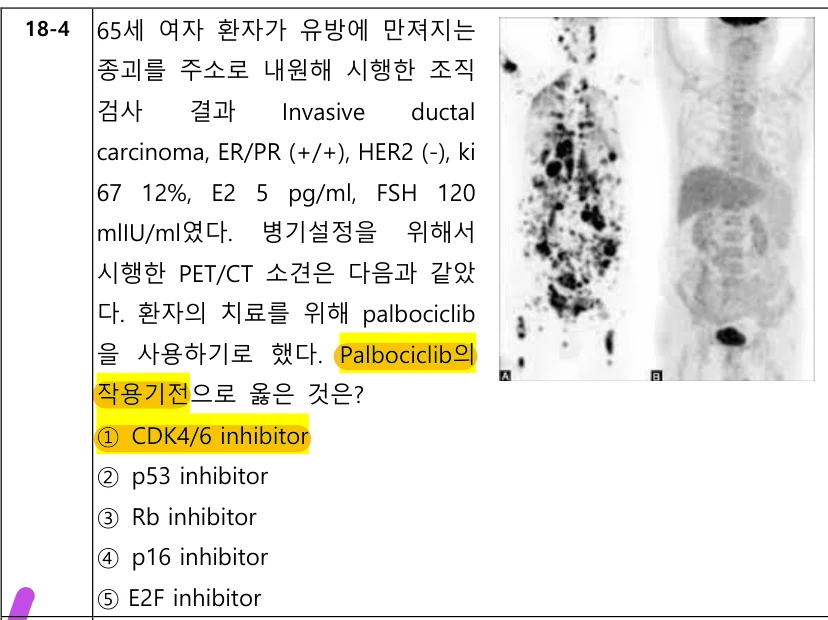 18-4
65세 여자 환자가 유방에 만져지는
종괴를 주소로 내원해 시행한 조직
검사 결과 Invasive ductal
carcinoma, ER/PR (+/+), HER2 (-), ki
67 12%, E2 5 pg/ml, FSH 120
mlIU/ml였다. 병기설정을 위해서
시행한 PET/CT 소견은 다음과 같았
다. 환자의 치료를 위해 palbociclib
을 사용하기로 했다. Palbociclib의
작용기전으로 옳은 것은?
① CDK4/6 inhibitor
② p53 inhibitor
③ Rb inhibitor
④ p16 inhibitor
⑤ E2F inhibitor
A
B